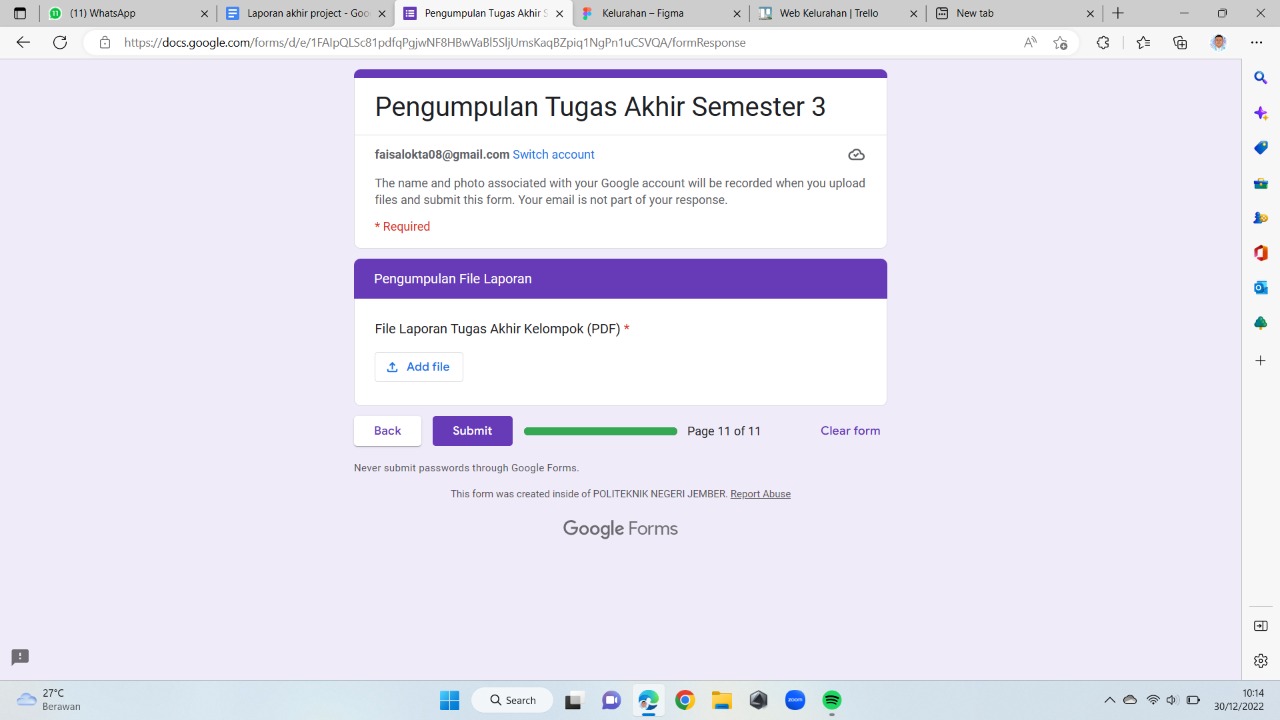 (11) WhatsApp
Laporan akhir kelurahan - Goo
Pengumpulan Tugas Akhir S
Kelurahan – Figma
Web Kelurahan | Trello
New tab
https://docs.google.com/forms/d/e/1FAIpQLSc81pdfqPgjwNF8HBwVaBl5SljUmsKaqBZpiq1NgPn1uCSVQA/formResponse
Pengumpulan Tugas Akhir Semester 3
faisalokta08@gmail.com Switch account
The name and photo associated with your Google account will be recorded when you upload
files and submit this form. Your email is not part of your response.
* Required
Pengumpulan File Laporan
File Laporan Tugas Akhir Kelompok (PDF) *
Add file
Back
Submit
Page 11 of 11
Clear form
Never submit passwords through Google Forms.
This form was created inside of POLITEKNIK NEGERI JEMBER. Report Abuse
Google Forms
27°C
Berawan
Search
zoom
10:14
30/12/2022